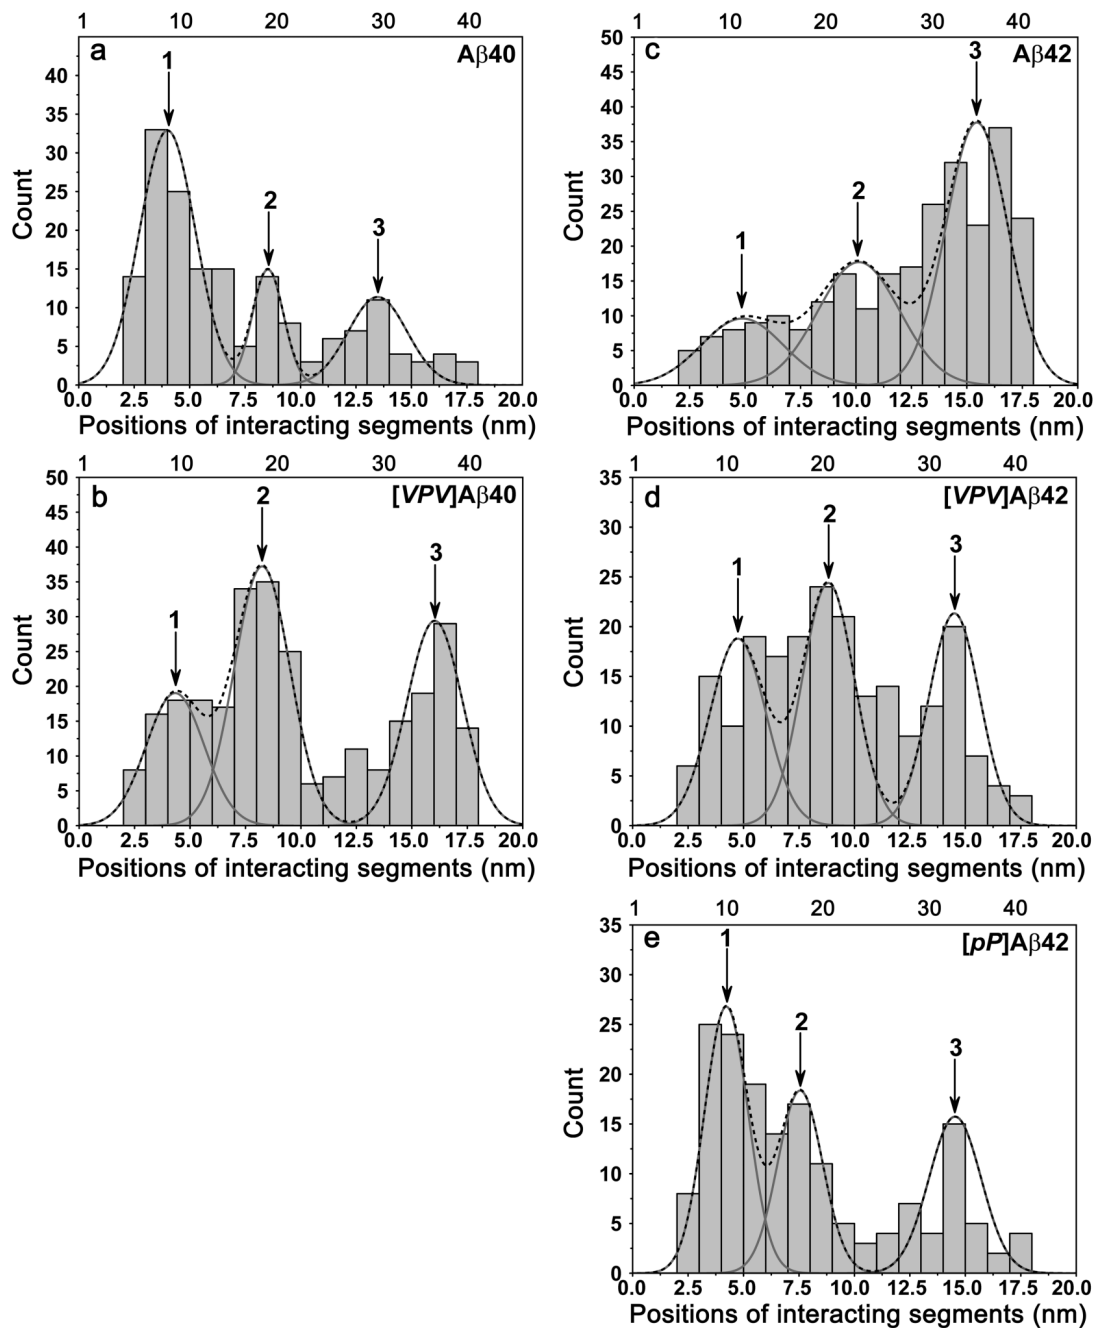 1 10 20 30 40
a
Aβ40
1
2
3
Count
0 5 10 15 20 25 30 35 40
0 2.5 5.0 7.5 10.0 12.5 15.0 17.5 20.0
Positions of interacting segments (nm)
1 10 20 30 40
c
Aβ42
1
2
3
Count
0 5 10 15 20 25 30 35 40 45 50
0.0 2.5 5.0 7.5 10.0 12.5 15.0 17.5 20.0
Positions of interacting segments (nm)
1 10 20 30 40
b
[VPV]Aβ40
1
2
3
Count
0 5 10 15 20 25 30 35 40 45 50
0.0 2.5 5.0 7.5 10.0 12.5 15.0 17.5 20.0
Positions of interacting segments (nm)
1 10 20 30 40
d
[VPV]Aβ42
1
2
3
Count
0 5 10 15 20 25 30 35
0.0 2.5 5.0 7.5 10.0 12.5 15.0 17.5 20.0
Positions of interacting segments (nm)
1 10 20 30 40
e
[pP]Aβ42
1
2
3
Count
0 5 10 15 20 25 30 35
0.0 2.5 5.0 7.5 10.0 12.5 15.0 17.5 20.0
Positions of interacting segments (nm)